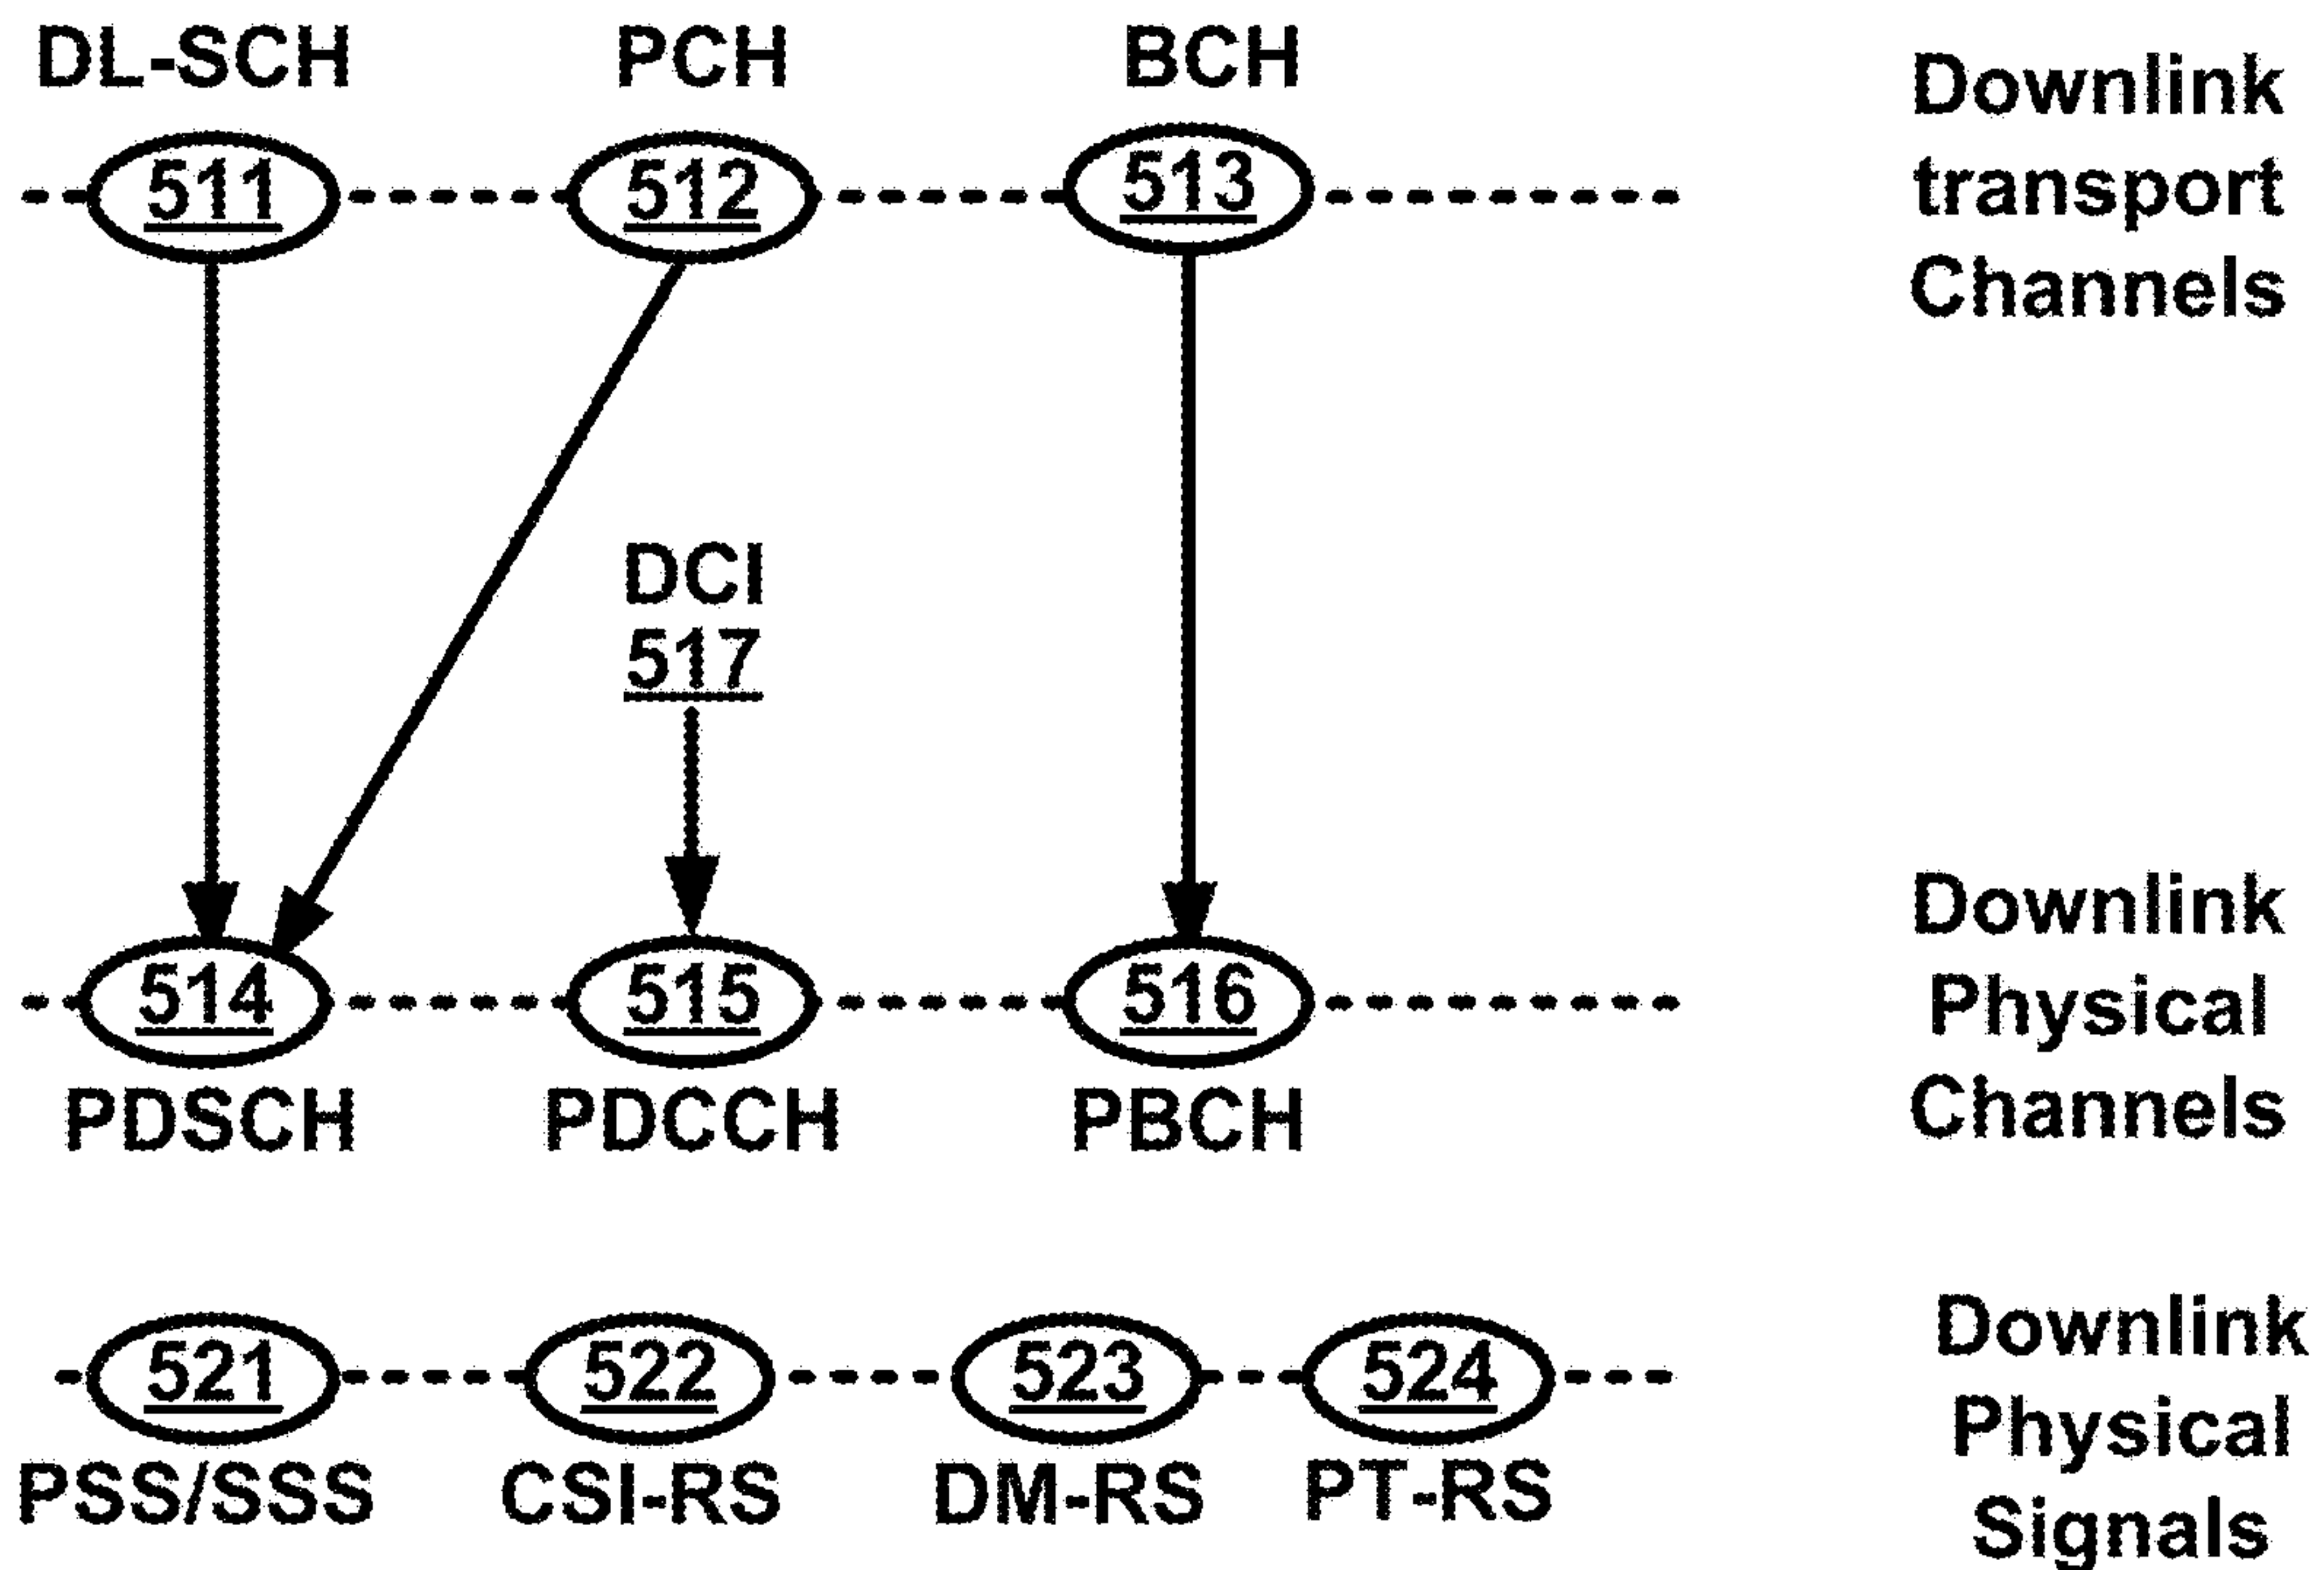 DL-SCH PCH BCH
511 512 513
Downlink
transport
Channels
DCI
517
514 515 516
PDSCH PDCCH PBCH
Downlink
Physical
Channels
521 522 523 524
PSS/SSS CSI-RS DM-RS PT-RS
Downlink
Physical
Signals